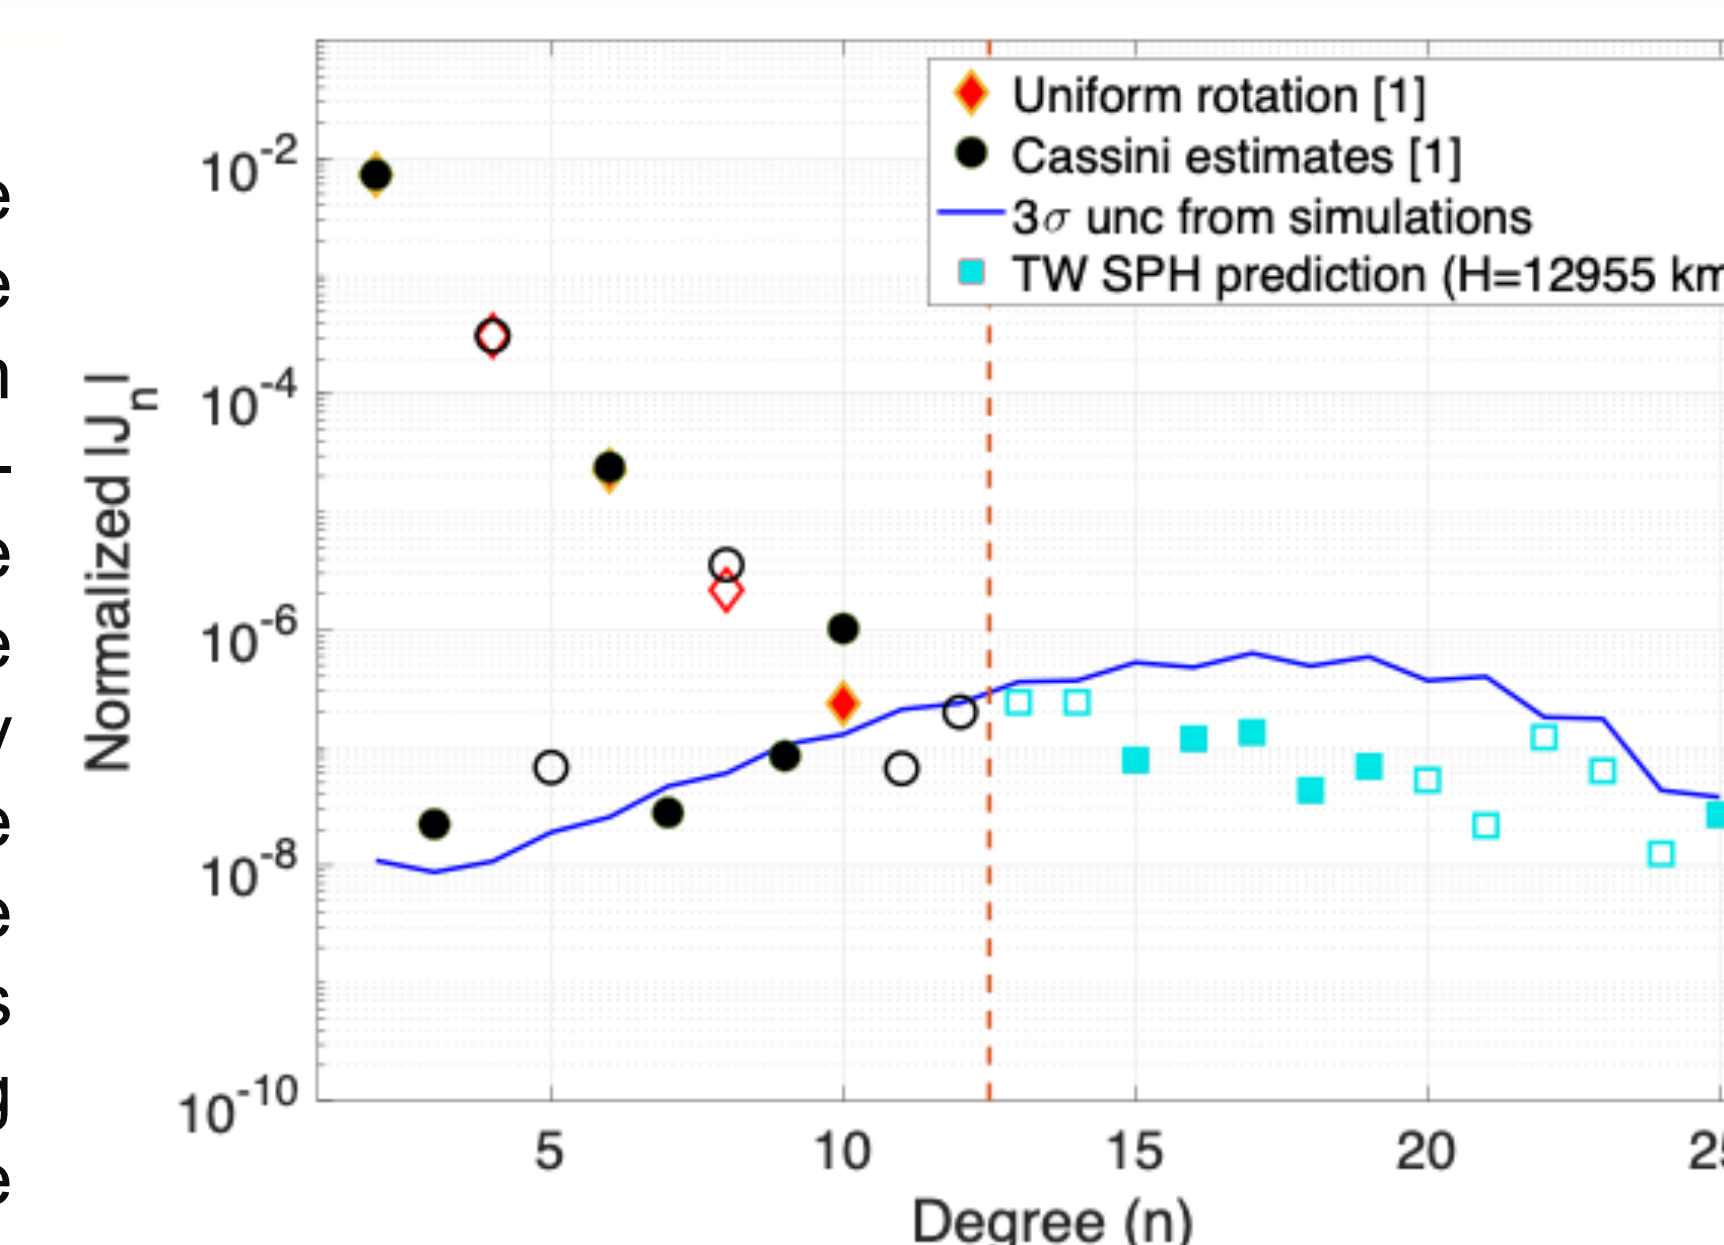 Uniform rotation [1]
Cassini estimates [1]
3σ unc from simulations
TW SPH prediction (H=12955 km
10-2
10-4
10-6
10-8
10-10
Normalized |Jn|
5 10 15 20 25
Degree (n)
e
e
n
e
e
y
e
e
s
g
e